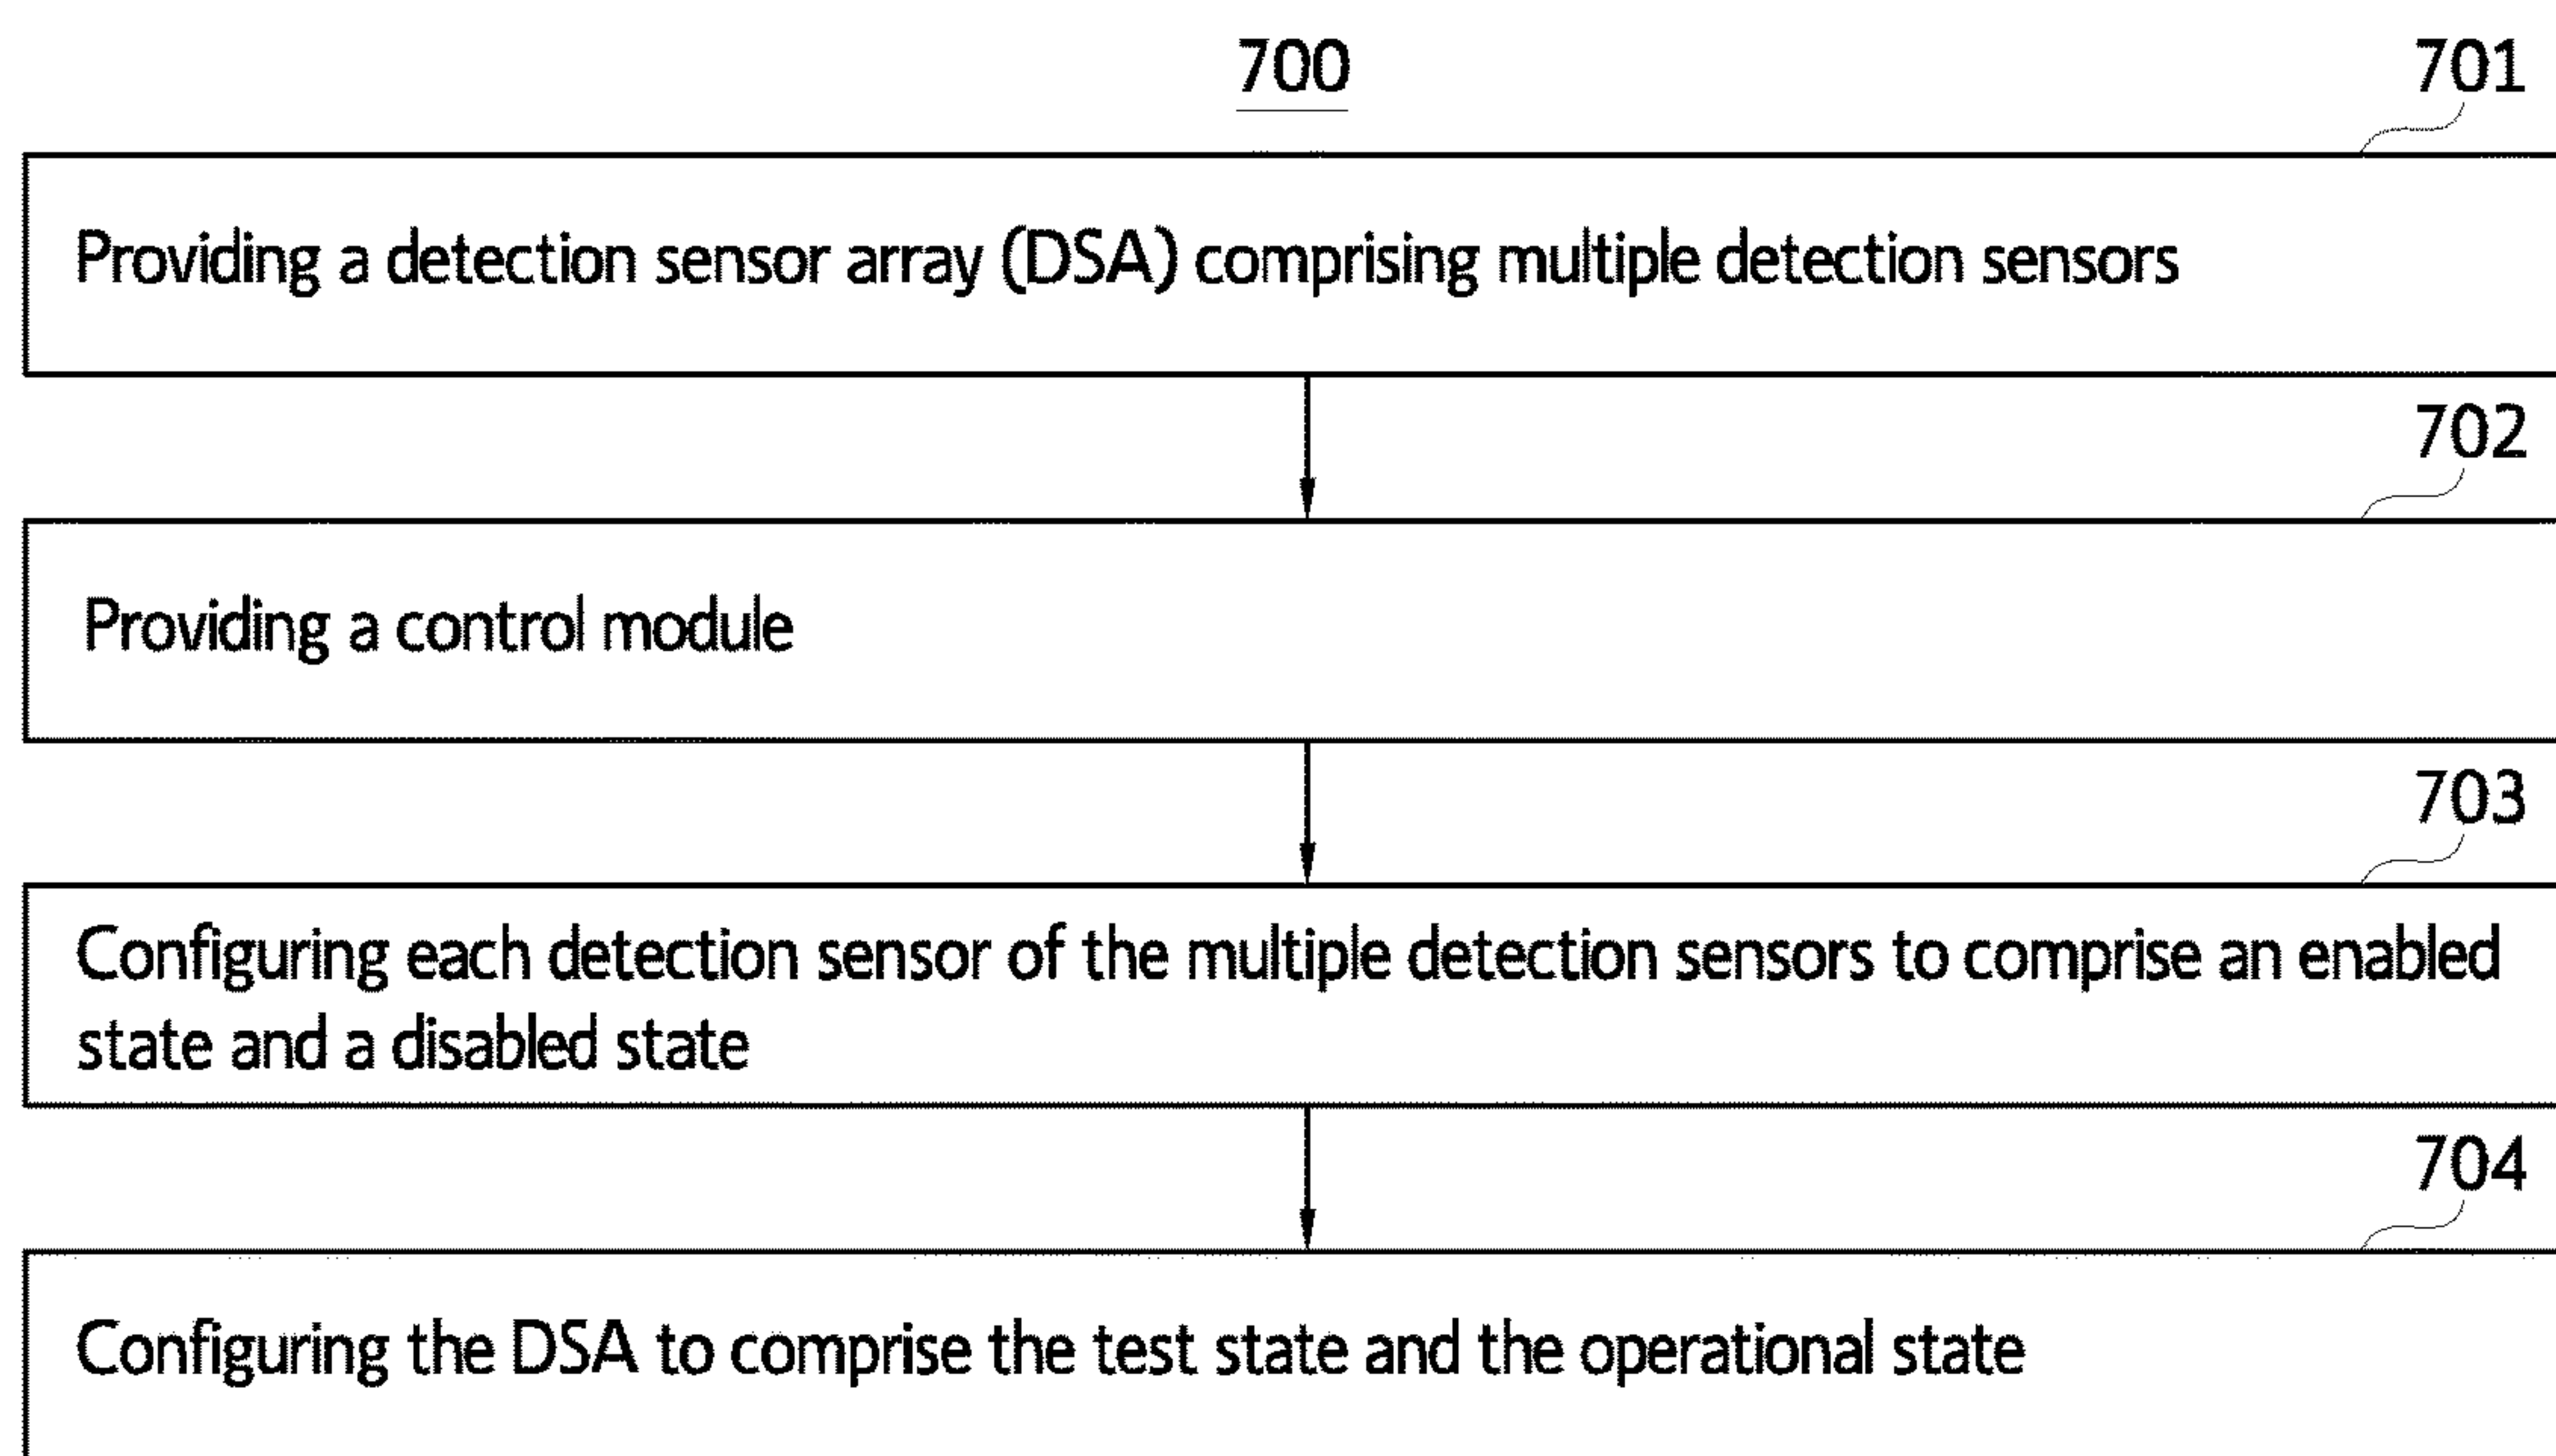 700
701
Providing a detection sensor array (DSA) comprising multiple detection sensors
702
Providing a control module
703
Configuring each detection sensor of the multiple detection sensors to comprise an enabled
state and a disabled state
704
Configuring the DSA to comprise the test state and the operational state